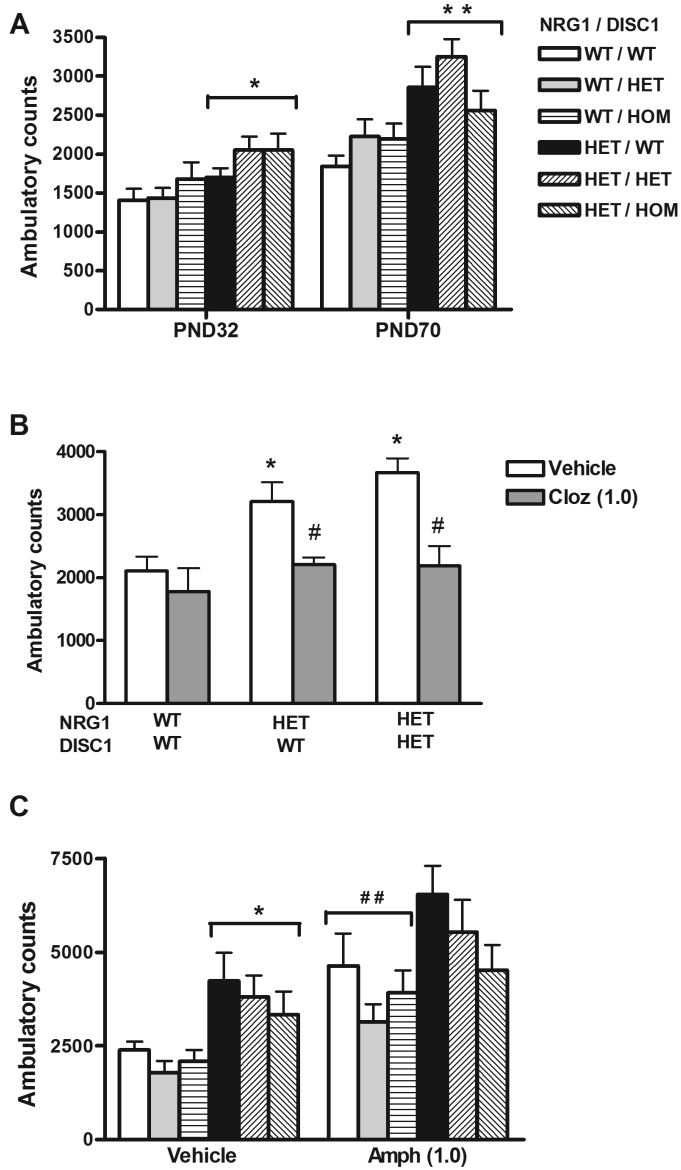 A
* *
NRG1 / DISC1
3500
WT / WT
3000
*
WT / HET
2500
WT / HOM
2000
HET / WT
1500
HET / HET
1000
HET / HOM
500
0
Ambulatory counts
PND32 PND70
B
4000
* *
Vehicle
3000
Cloz (1.0)
# #
2000
1000
0
Ambulatory counts
NRG1 WT HET HET
DISC1 WT WT HET
C
7500
* ##
5000
2500
0
Ambulatory counts
Vehicle Amph (1.0)